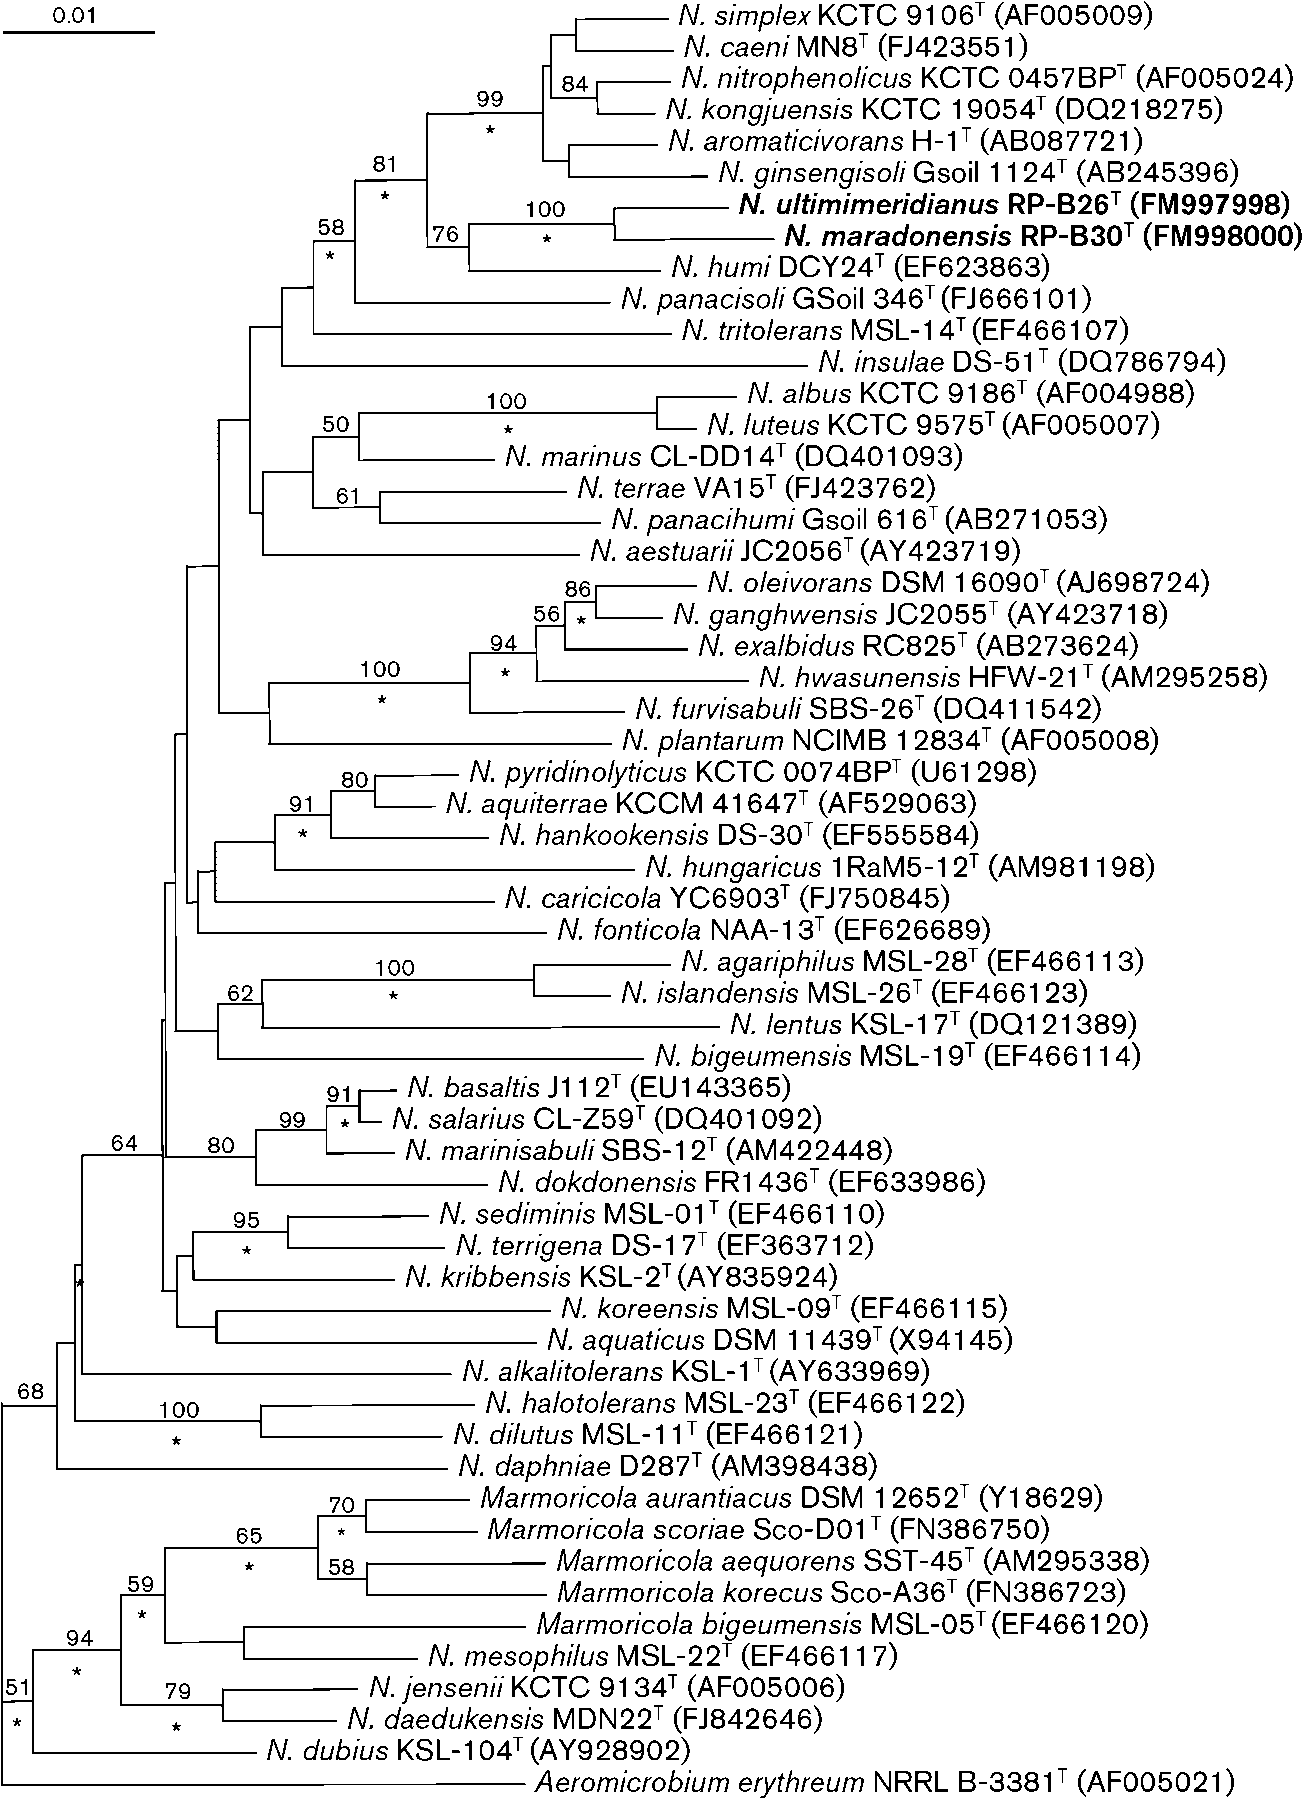 0.01
N. simplex KCTC 9106T (AF005009)
N. caeni MN8T (FJ423551)
84 N. nitrophenolicus KCTC 0457BPT (AF005024)
99
N. kongjuensis KCTC 19054T (DQ218275)
*
N. aromaticivorans H-1T (AB087721)
81
N. ginsengisoli Gsoil 1124T (AB245396)
*
100 N. ultimimeridianus RP-B26T (FM997998)
58 76 * N. maradonensis RP-B30T (FM998000)
*
N. humi DCY24T (EF623863)
N. panacisoli GSoil 346T (FJ666101)
N. tritolerans MSL-14T (EF466107)
N. insulae DS-51T (DQ786794)
N. albus KCTC 9186T (AF004988)
100
50 * N. luteus KCTC 9575T (AF005007)
N. marinus CL-DD14T (DQ401093)
61 N. terrae VA15T (FJ423762)
N. panacihumi Gsoil 616T (AB271053)
N. aestuarii JC2056T (AY423719)
86 N. oleivorans DSM 16090T (AJ698724)
56 * N. ganghwensis JC2055T (AY423718)
94 N. exalbidus RC825T (AB273624)
100 * N. hwasunensis HFW-21T (AM295258)
* N. furvisabuli SBS-26T (DQ411542)
N. plantarum NCIMB 12834T (AF005008)
80 N. pyridinolyticus KCTC 0074BPT (U61298)
91 N. aquiterrae KCCM 41647T (AF529063)
* N. hankookensis DS-30T (EF555584)
N. hungaricus 1RaM5-12T (AM981198)
N. caricicola YC6903T (FJ750845)
N. fonticola NAA-13T (EF626689)
100 N. agariphilus MSL-28T (EF466113)
62 * N. islandensis MSL-26T (EF466123)
N. lentus KSL-17T (DQ121389)
N. bigeumensis MSL-19T (EF466114)
91 N. basaltis J112T (EU143365)
99 * N. salarius CL-Z59T (DQ401092)
64 80 N. marinisabuli SBS-12T (AM422448)
N. dokdonensis FR1436T (EF633986)
95 N. sediminis MSL-01T (EF466110)
* N. terrigena DS-17T (EF363712)
* N. kribbensis KSL-2T (AY835924)
N. koreensis MSL-09T (EF466115)
N. aquaticus DSM 11439T (X94145)
N. alkalitolerans KSL-1T (AY633969)
68
100 N. halotolerans MSL-23T (EF466122)
* N. dilutus MSL-11T (EF466121)
N. daphniae D287T (AM398438)
70 Marmoricola aurantiacus DSM 12652T (Y18629)
65 * Marmoricola scoriae Sco-D01T (FN386750)
* 58 Marmoricola aequorens SST-45T (AM295338)
59 Marmoricola korecus Sco-A36T (FN386723)
*
94 Marmoricola bigeumensis MSL-05T (EF466120)
* N. mesophilus MSL-22T (EF466117)
51 79 N. jensenii KCTC 9134T (AF005006)
* * N. daedukensis MDN22T (FJ842646)
N. dubius KSL-104T (AY928902)
Aeromicrobium erythreum NRRL B-3381T (AF005021)